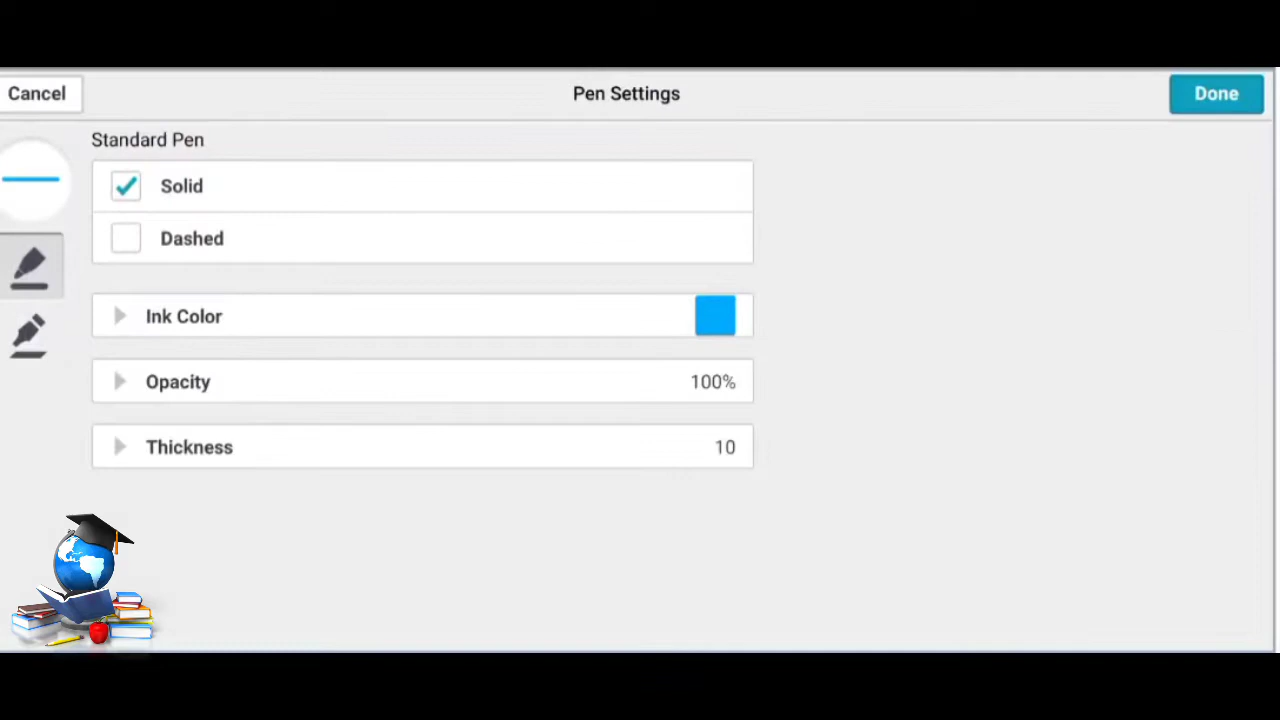 Cancel Pen Settings Done
Standard Pen
Solid
Dashed
Ink Color
Opacity 100%
Thickness 10